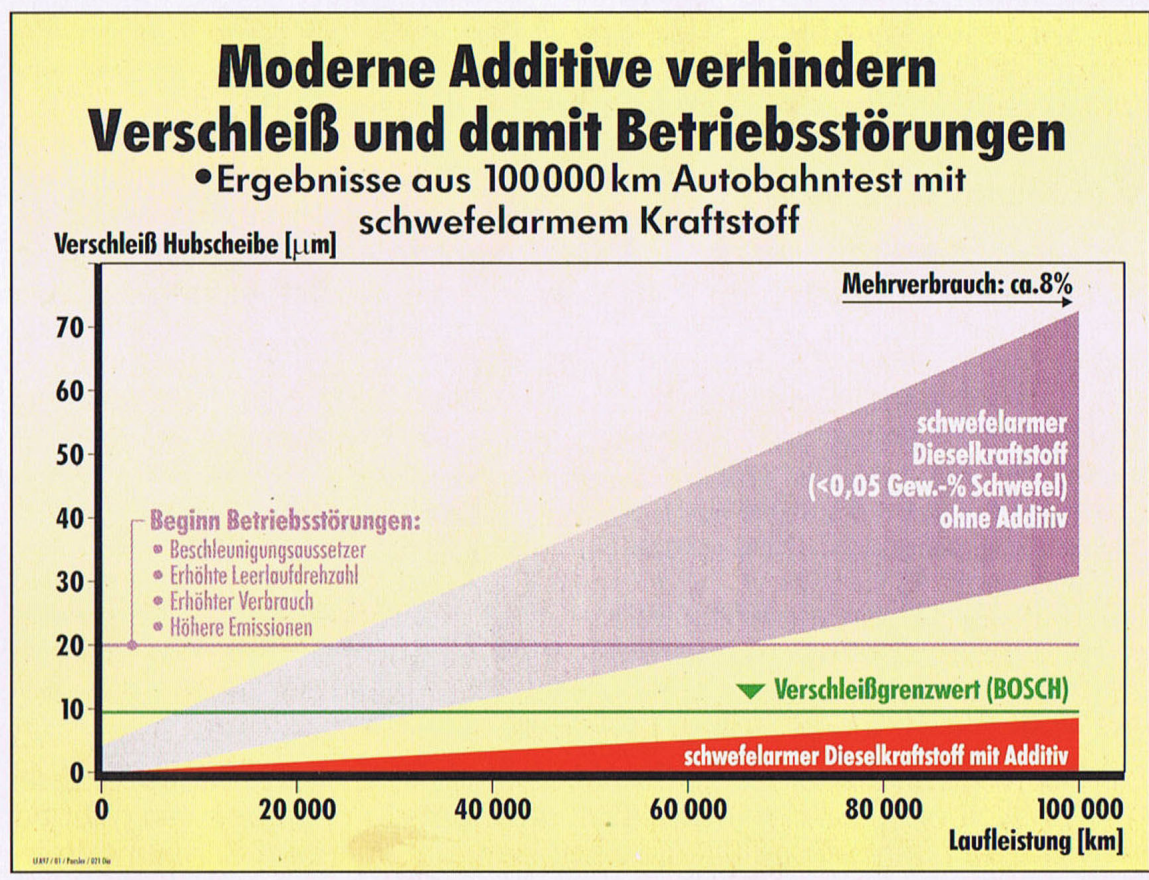 Moderne Additive verhindern
Verschleiß und damit Betriebsstörungen
•Ergebnisse aus 100 000 km Autobahntest mit
schwefelarmem Kraftstoff
Verschleiß Hubscheibe [μm]
Mehrverbrauch: ca.8%
70
60
50
40
30
20
10
0
schwefelarmer
Dieselkraftstoff
(<0,05 Gew.-% Schwefel)
ohne Additiv
Beginn Betriebsstörungen:
• Beschleunigungsaussetzer
• Erhöhte Leerlaufdrehzahl
• Erhöhter Verbrauch
• Höhere Emissionen
Verschleißgrenzwert (BOSCH)
schwefelarmer Dieselkraftstoff mit Additiv
0 20 000 40 000 60 000 80 000 100 000
Laufleistung [km]